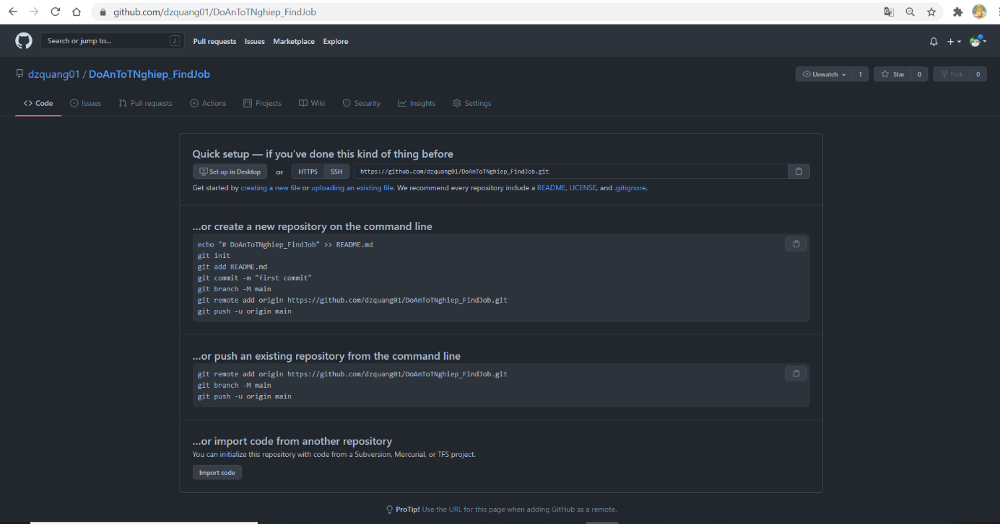 github.com/dzquang01/DoAnToTNghiep_FindJob
Search or jump to... /
Pull requests Issues Marketplace Explore
dzquang01 / DoAnToTNghiep_FindJob
Unwatch 1 Star 0 Fork 0
<> Code Issues Pull requests Actions Projects Wiki Security Insights Settings
Quick setup — if you've done this kind of thing before
Set up in Desktop or HTTPS SSH https://github.com/dzquang01/DoAnToTNghiep_FindJob.git
Get started by creating a new file or uploading an existing file. We recommend every repository include a README, LICENSE, and .gitignore.
...or create a new repository on the command line
echo "# DoAnToTNghiep_FindJob" >> README.md
git init
git add README.md
git commit -m "first commit"
git branch -M main
git remote add origin https://github.com/dzquang01/DoAnToTNghiep_FindJob.git
git push -u origin main
...or push an existing repository from the command line
git remote add origin https://github.com/dzquang01/DoAnToTNghiep_FindJob.git
git branch -M main
git push -u origin main
...or import code from another repository
You can initialize this repository with code from a Subversion, Mercurial, or TFS project.
Import code
ProTip! Use the URL for this page when adding GitHub as a remote.